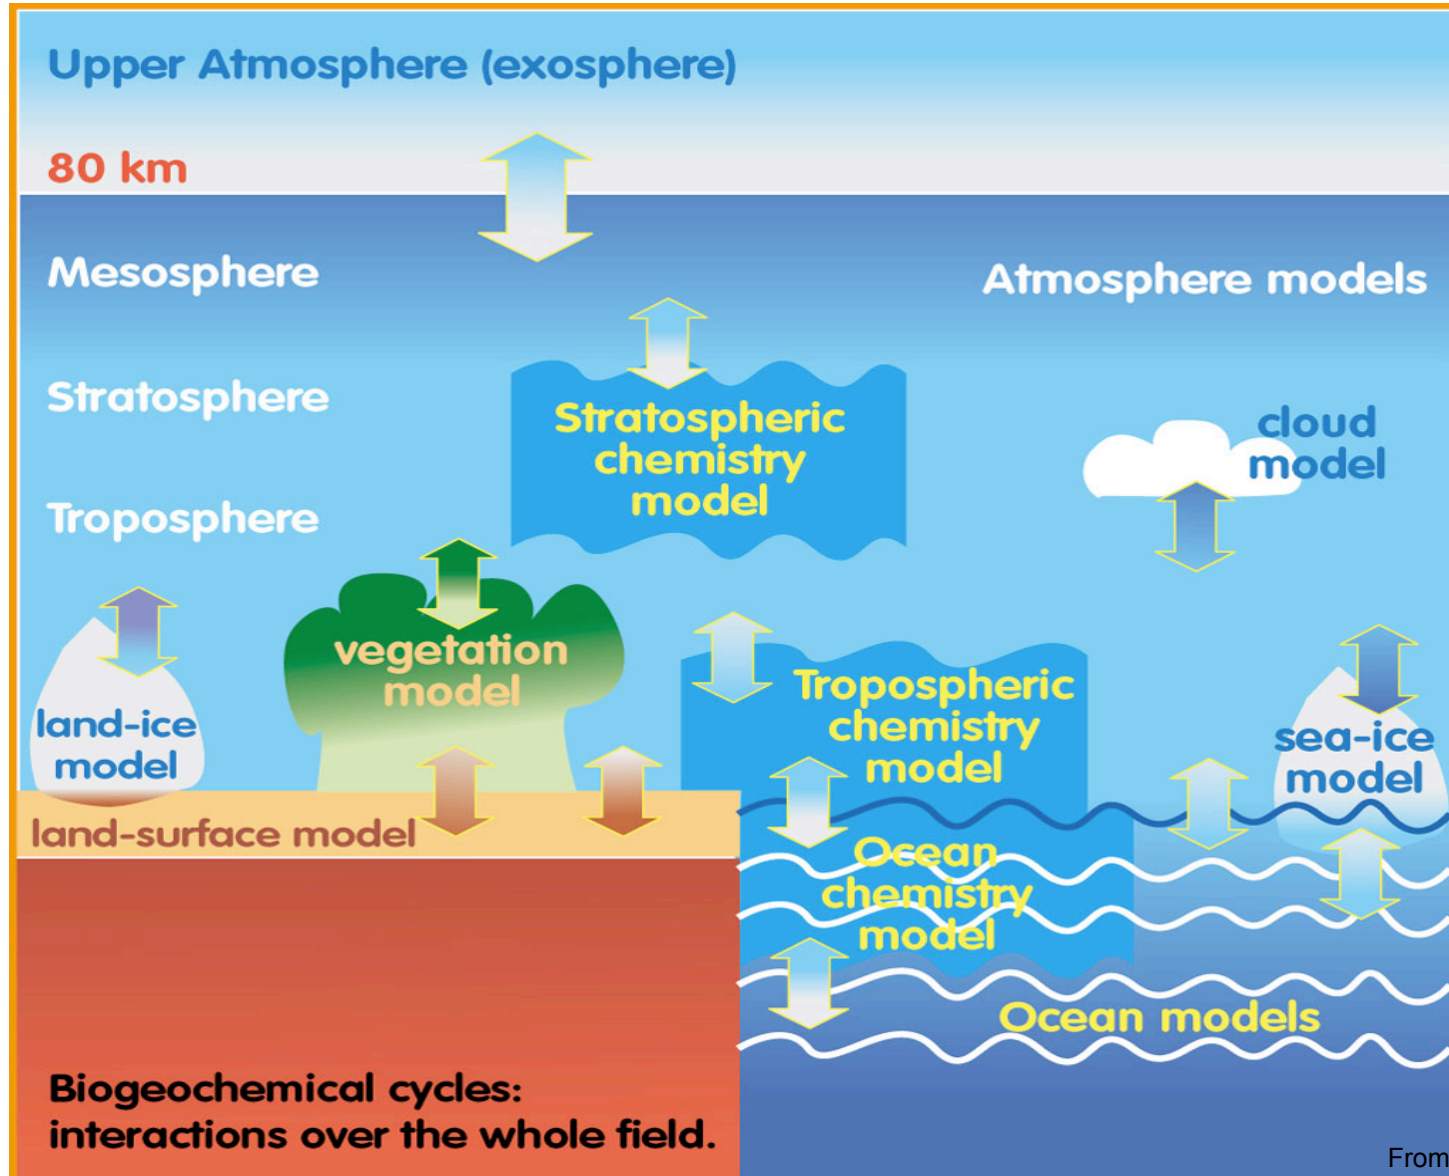 Upper Atmosphere (exosphere)
80 km
Mesosphere
Atmosphere models
Stratosphere
Stratospheric
chemistry
model
cloud
model
Troposphere
vegetation
model
Tropospheric
chemistry
model
land-ice
model
sea-ice
model
land-surface model
Ocean
chemistry
model
Ocean models
Biogeochemical cycles:
interactions over the whole field.
From